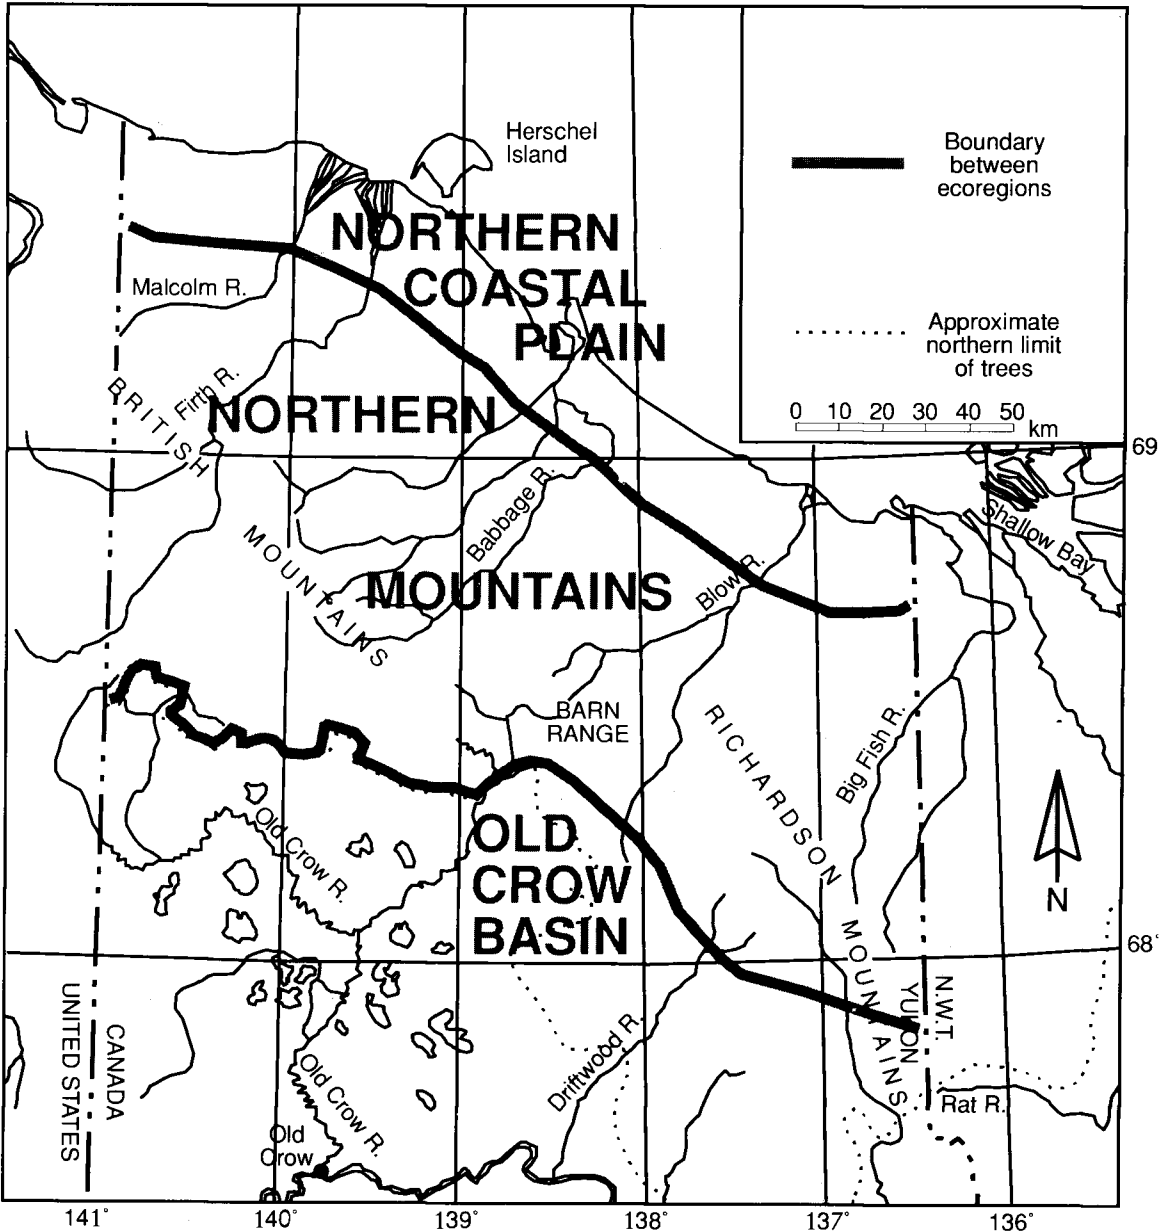 Herschel
Island
Boundary
between
ecoregions
NORTHERN
COASTAL
PLAIN
Malcolm R.
Approximate
northern limit
of trees
0 10 20 30 40 50
km
Firth R.
BRITISH
MOUNTAINS
NORTHERN
MOUNTAINS
69
Babbage R.
Blow R.
Shallow Bay
BARN
RANGE
RICHARDSON
MOUNTAINS
Big Fish R.
Old Crow R.
OLD
CROW
BASIN
N
68°
UNITED STATES
CANADA
YUKON
N.W.T.
Driftwood R.
Old Crow R.
Rat R.
Old
Crow
141° 140° 139° 138° 137° 136°